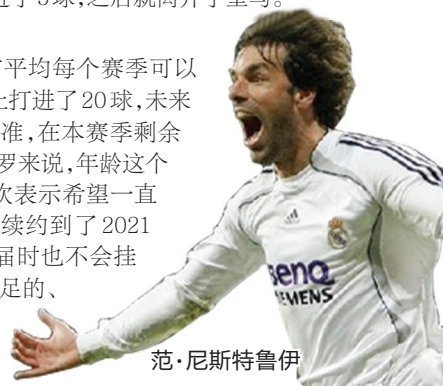 进了5球,之后就离开了皇马。
平均每个赛季可以
上打进了20球,未来
准,在本赛季剩余
罗来说,年龄这个
次表示希望一直
续约到了2021
届时也不会挂
足的、
adidas
BenQ
SIEMENS
范·尼斯特鲁伊